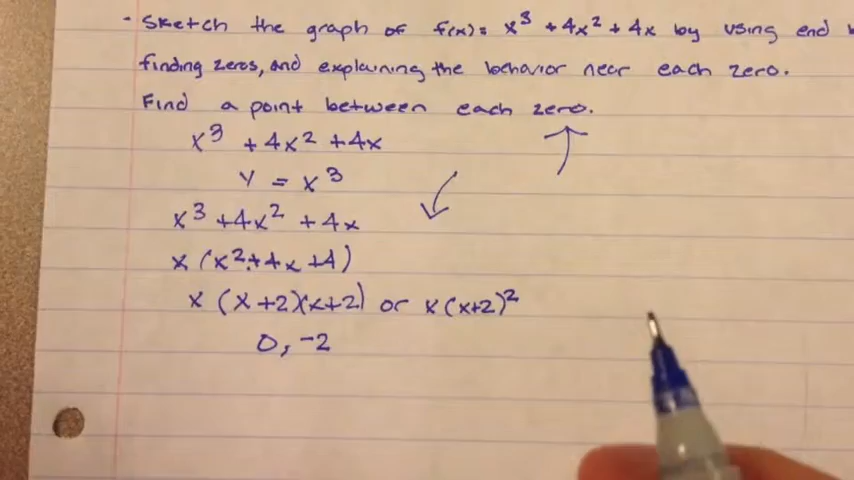 - Sketch the graph of f(x)= x³ + 4x² + 4x by using end
finding zeros, and explaining the behavior near each zero.
Find a point between each zero.
x³ + 4x² + 4x
y = x³
x³ + 4x² + 4x
x (x² + 4x + 4)
x (x + 2)(x + 2) or x (x+2)²
0, -2